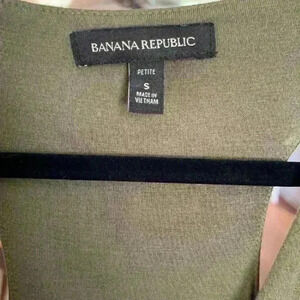 BANANA REPUBLIC
PETITE
S
MADE IN
VIETNAM